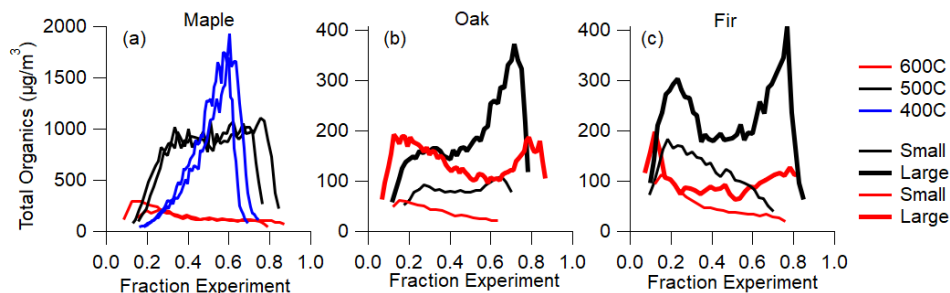 Maple
Oak
Fir
(a)
(b)
(c)
Total Organics (µg/m³)
2000
1500
1000
500
0
0.0 0.2 0.4 0.6 0.8 1.0
Fraction Experiment
400
300
200
100
0
0.0 0.2 0.4 0.6 0.8 1.0
Fraction Experiment
400
300
200
100
0
0.0 0.2 0.4 0.6 0.8 1.0
Fraction Experiment
600C
500C
400C
Small
Large
Small
Large